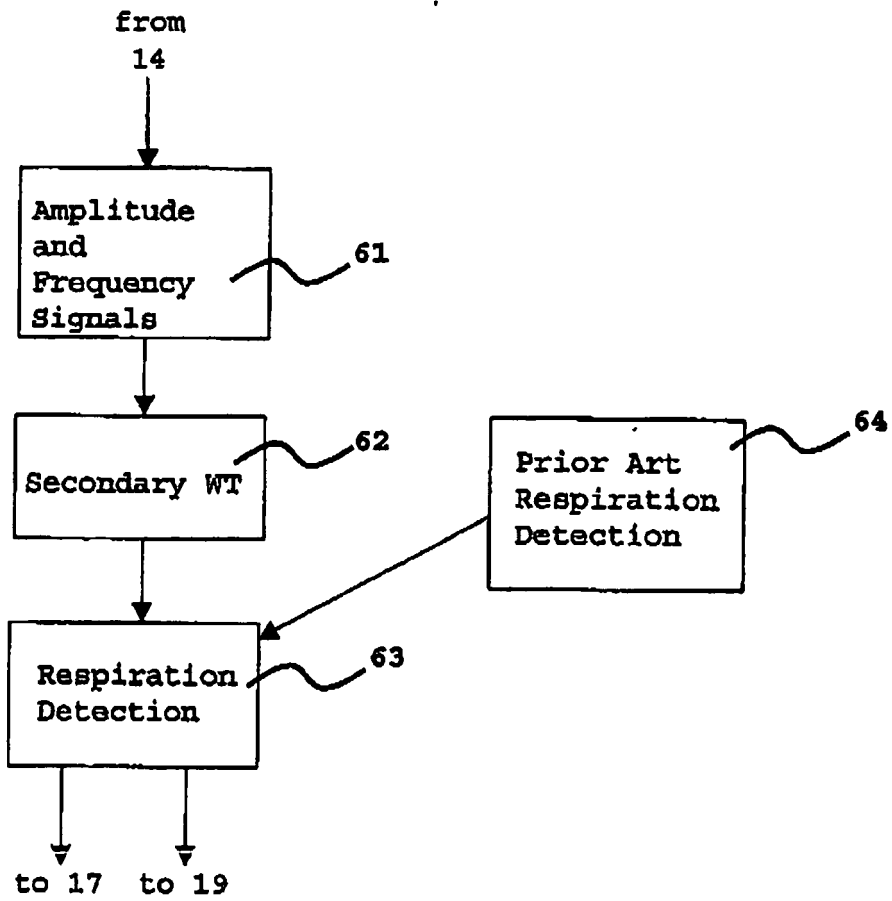 from
14
Amplitude
and
Frequency
Signals
61
Secondary WT
62
Prior Art
Respiration
Detection
64
Respiration
Detection
63
to 17 to 19